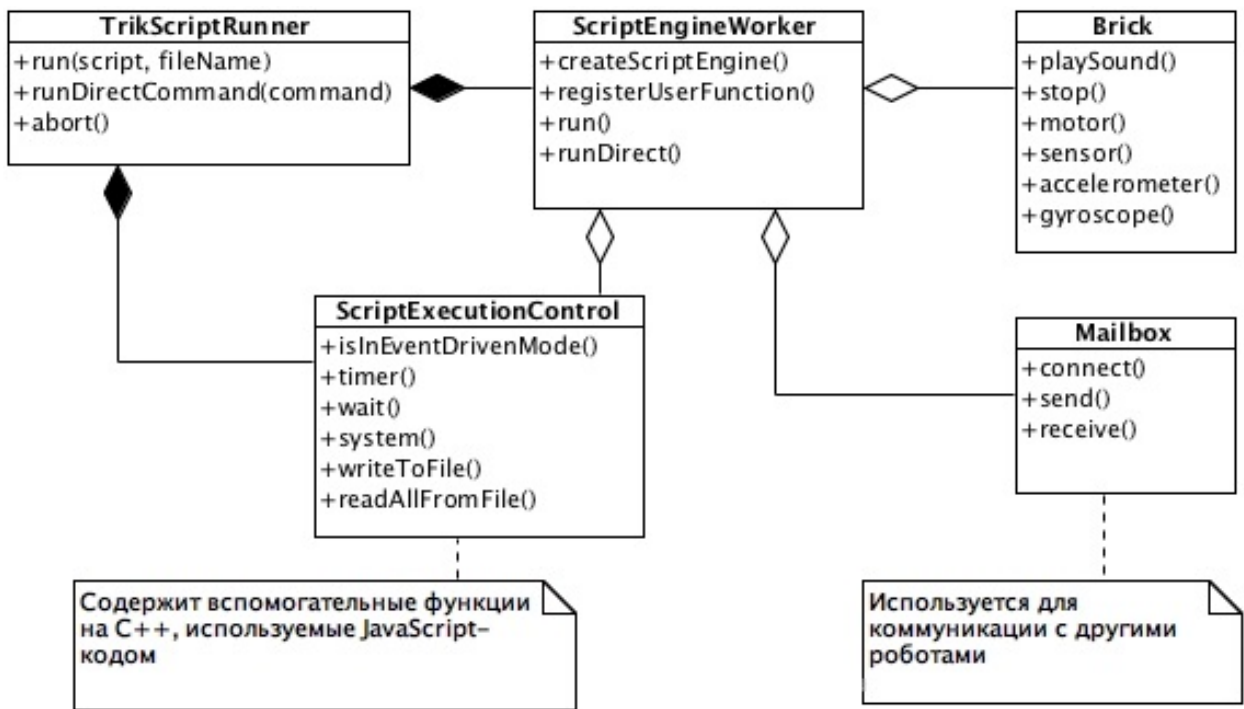 TrikScriptRunner
+run(script, fileName)
+runDirectCommand(command)
+abort()
ScriptEngineWorker
+createScriptEngine()
+registerUserFunction()
+run()
+runDirect()
Brick
+playSound()
+stop()
+motor()
+sensor()
+accelerometer()
+gyroscope()
ScriptExecutionControl
+isInEventDrivenMode()
+timer()
+wait()
+system()
+writeToFile()
+readAllFromFile()
Mailbox
+connect()
+send()
+receive()
Содержит вспомогательные функции
на C++, используемые JavaScript-
кодом
Используется для
коммуникации с другими
роботами